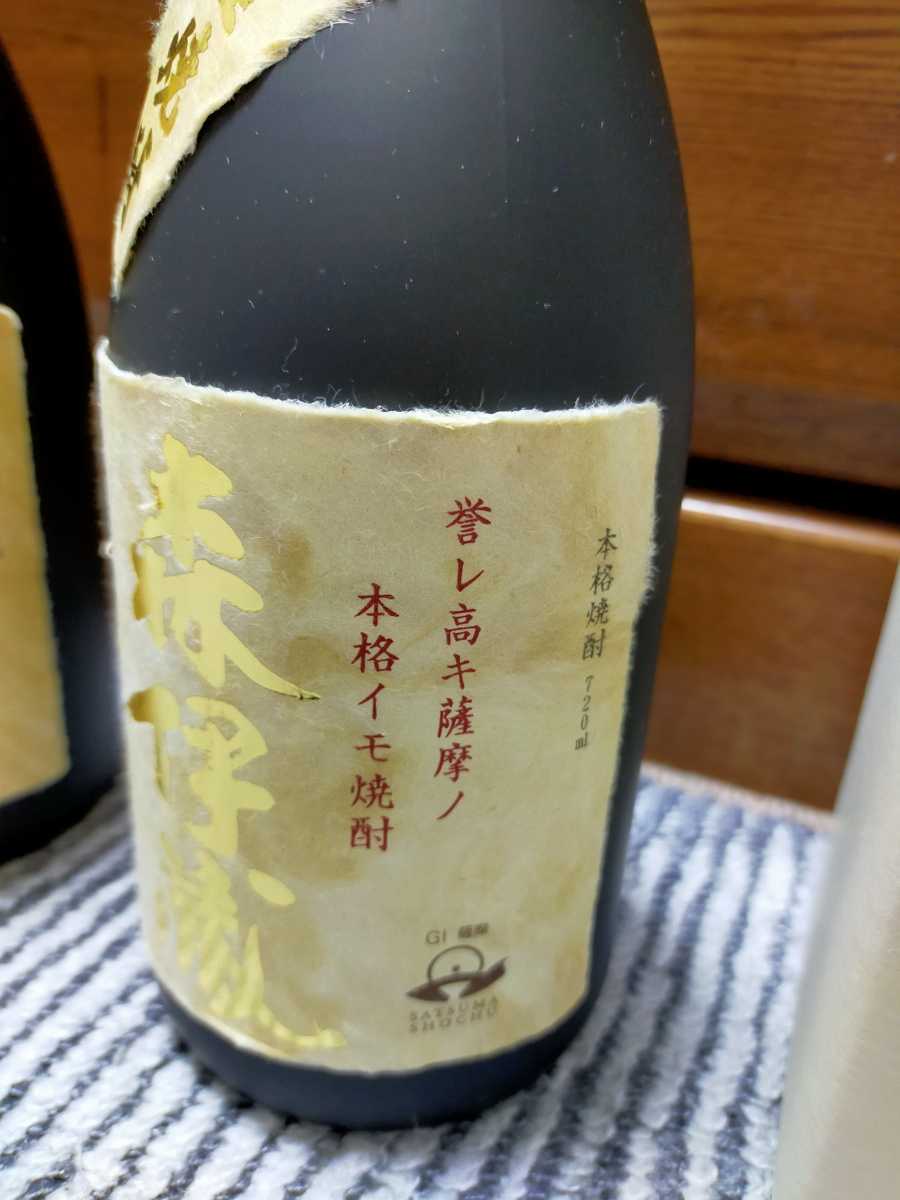 本格焼酎 720ml
誉レ高キ薩摩ノ
本格イモ焼酎
森伊蔵
GI 薩摩
SATSUMA
SHOCHU